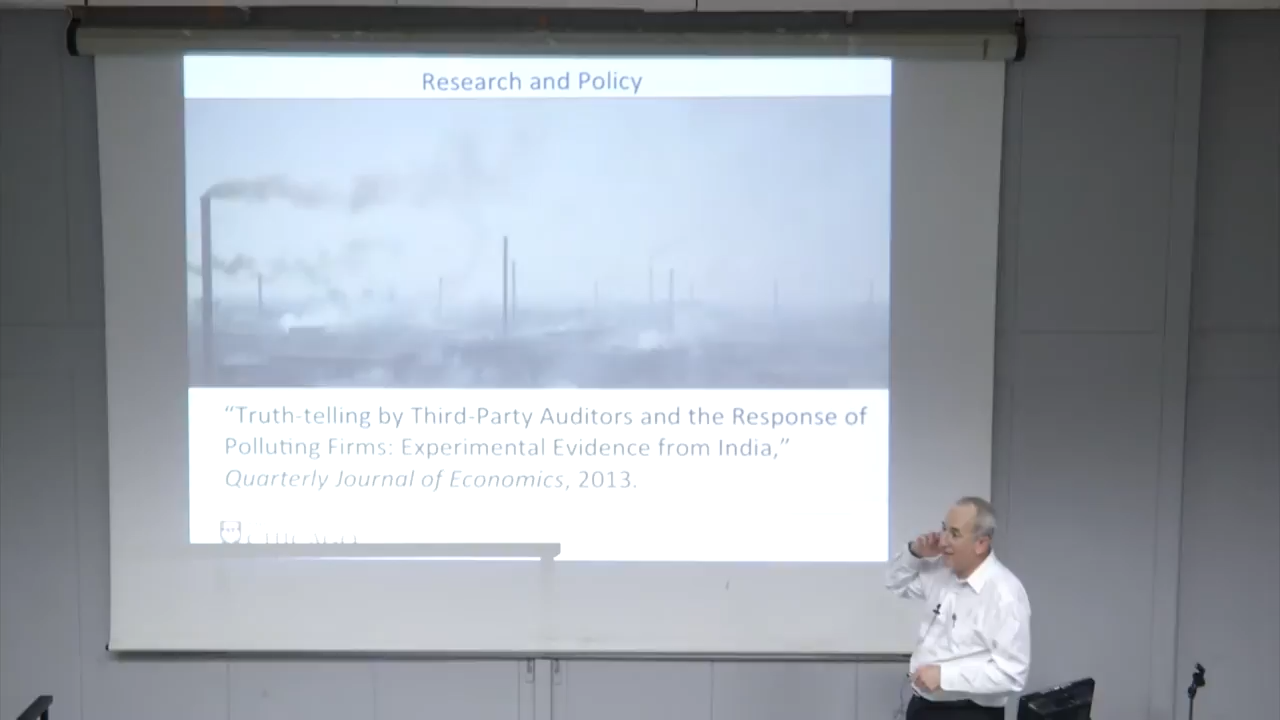 Research and Policy
“Truth-telling by Third-Party Auditors and the Response of
Polluting Firms: Experimental Evidence from India,”
Quarterly Journal of Economics, 2013.